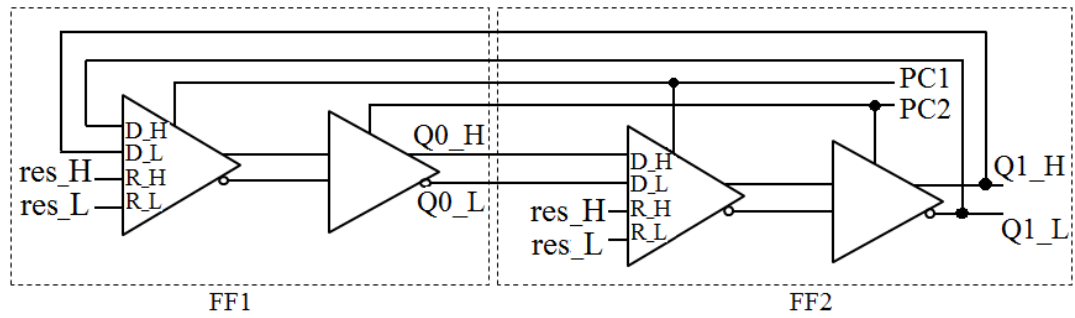 PC1
PC2
D_H
D_L
R_H
R_L
res_H
res_L
Q0_H
Q0_L
D_H
D_L
R_H
R_L
res_H
res_L
Q1_H
Q1_L
FF1
FF2